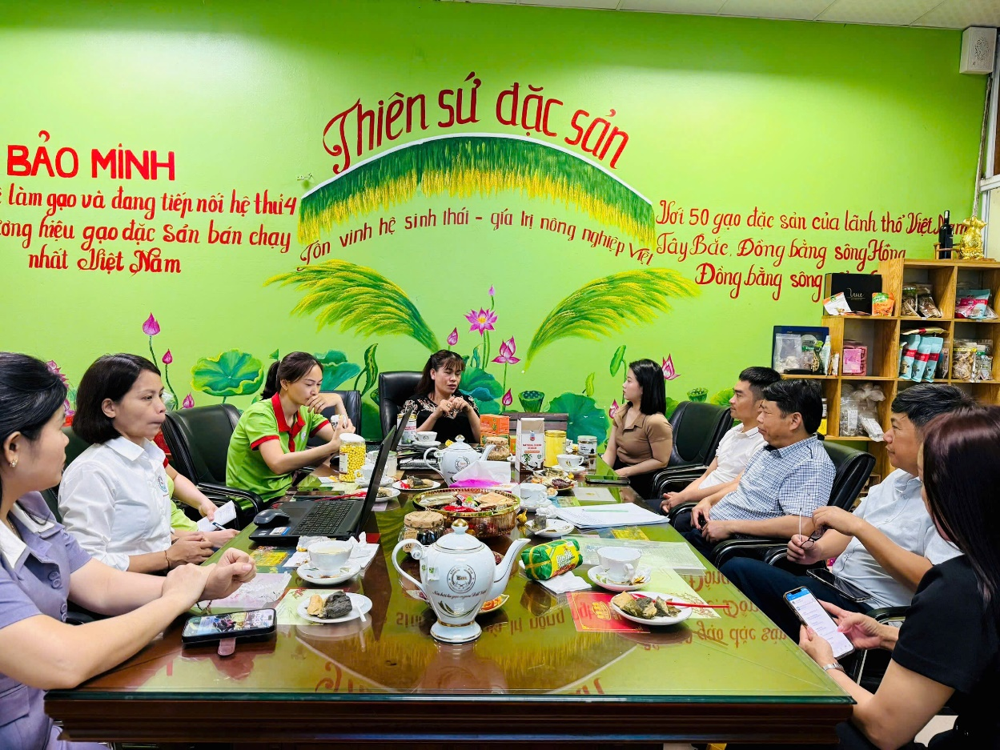 Thiên sứ đặc sản
Tôn vinh hệ sinh thái - giá trị nông nghiệp Việt
BẢO MINH
làm gạo và đang tiếp nối hệ thứ 4
hiệu gạo đặc sản bán chạy
nhất Việt Nam
Với 50 gạo đặc sản của lãnh thổ Việt Nam
Tây Bắc, Đồng bằng sông Hồng
Đồng bằng sông